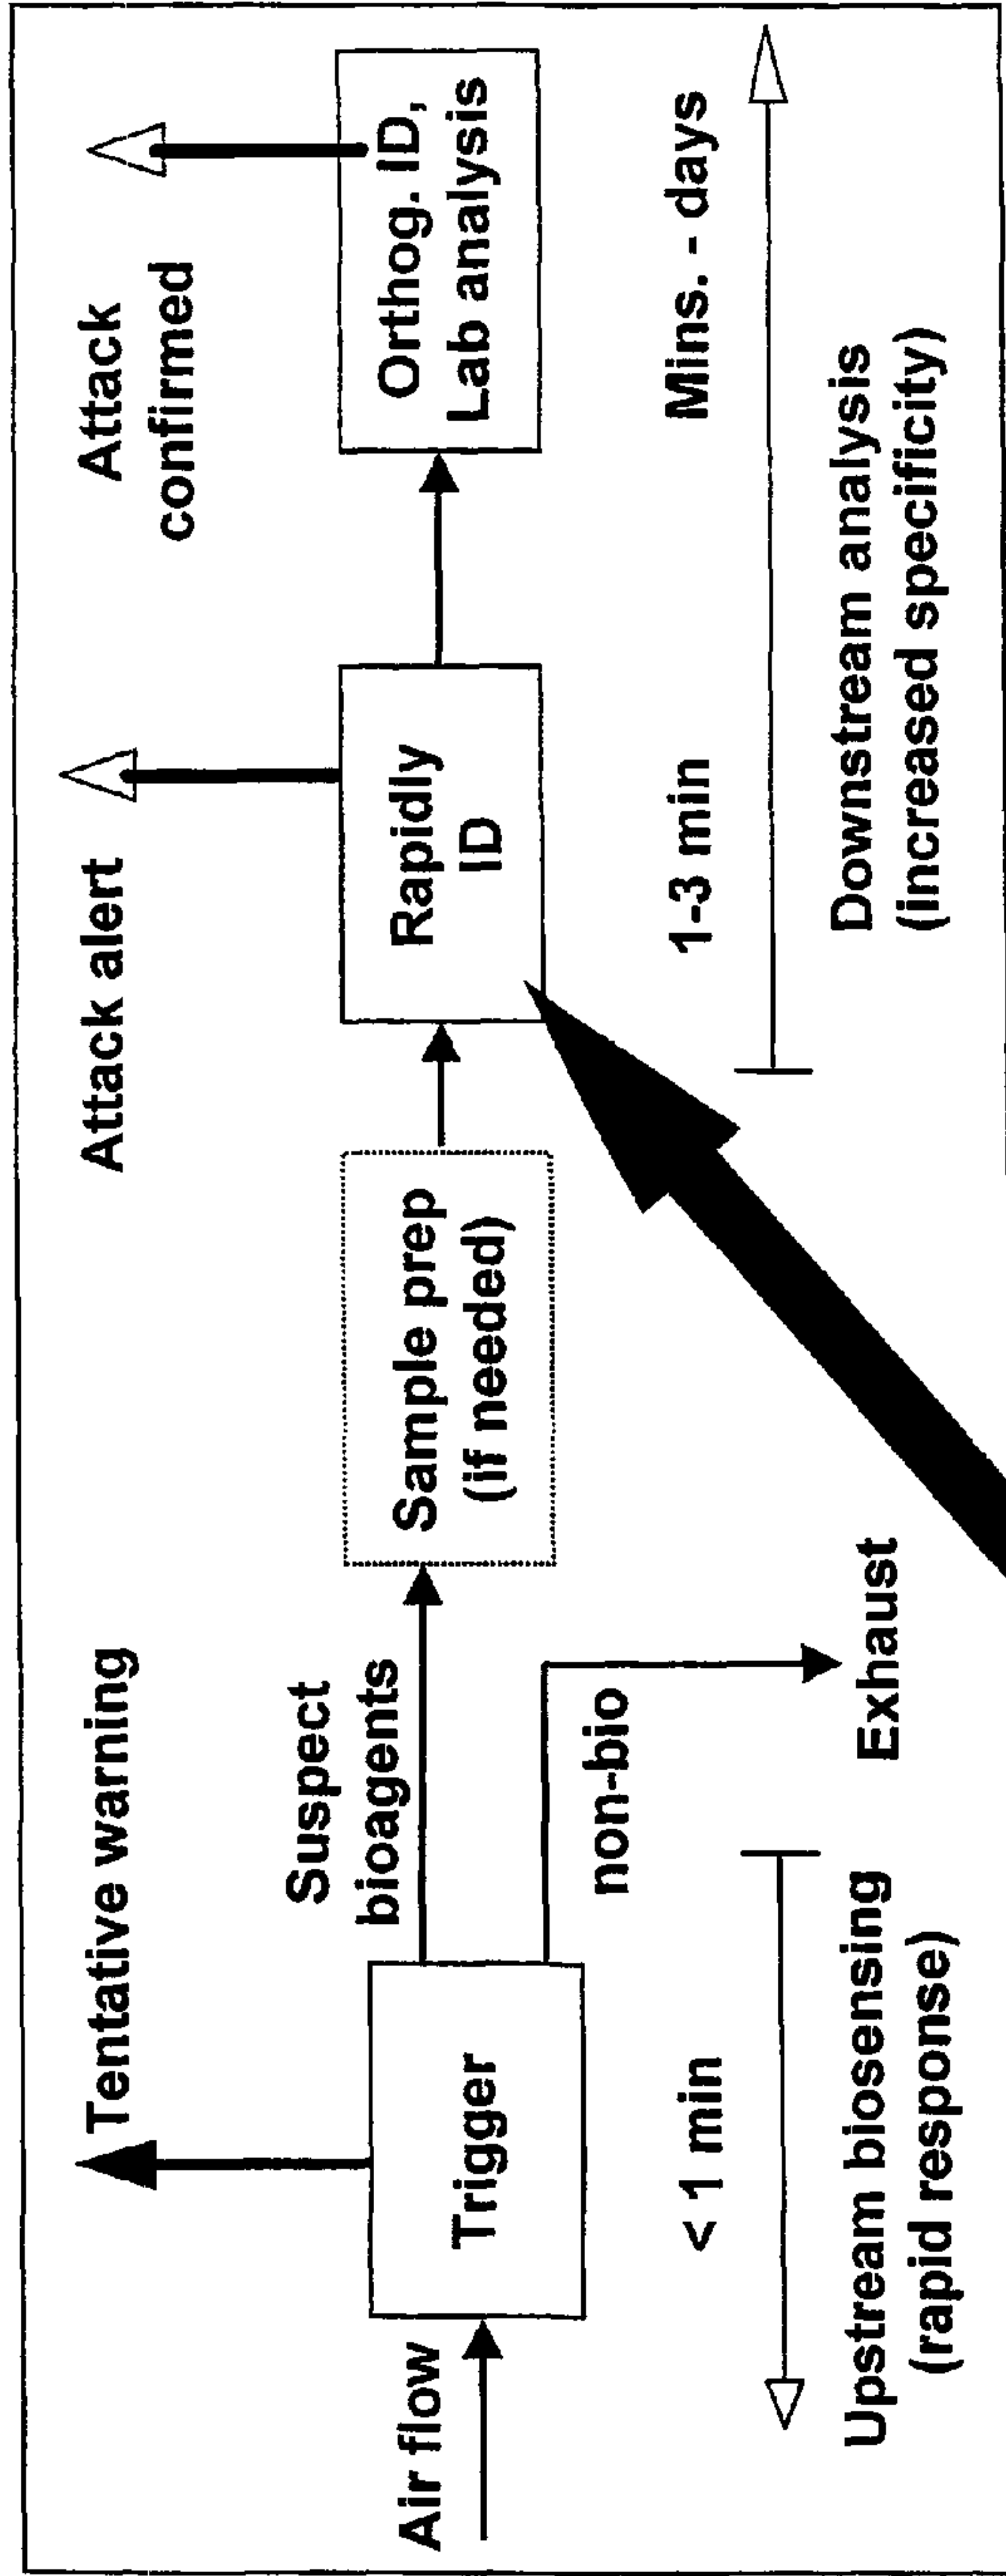 Tentative warning
Attack alert
Attack
confirmed
Air flow
Trigger
Suspect
bioagents
non-bio
Exhaust
Sample prep
(if needed)
Rapidly
ID
Orthog. ID,
Lab analysis
< 1 min
1-3 min
Mins. - days
Upstream biosensing
(rapid response)
Downstream analysis
(increased specificity)